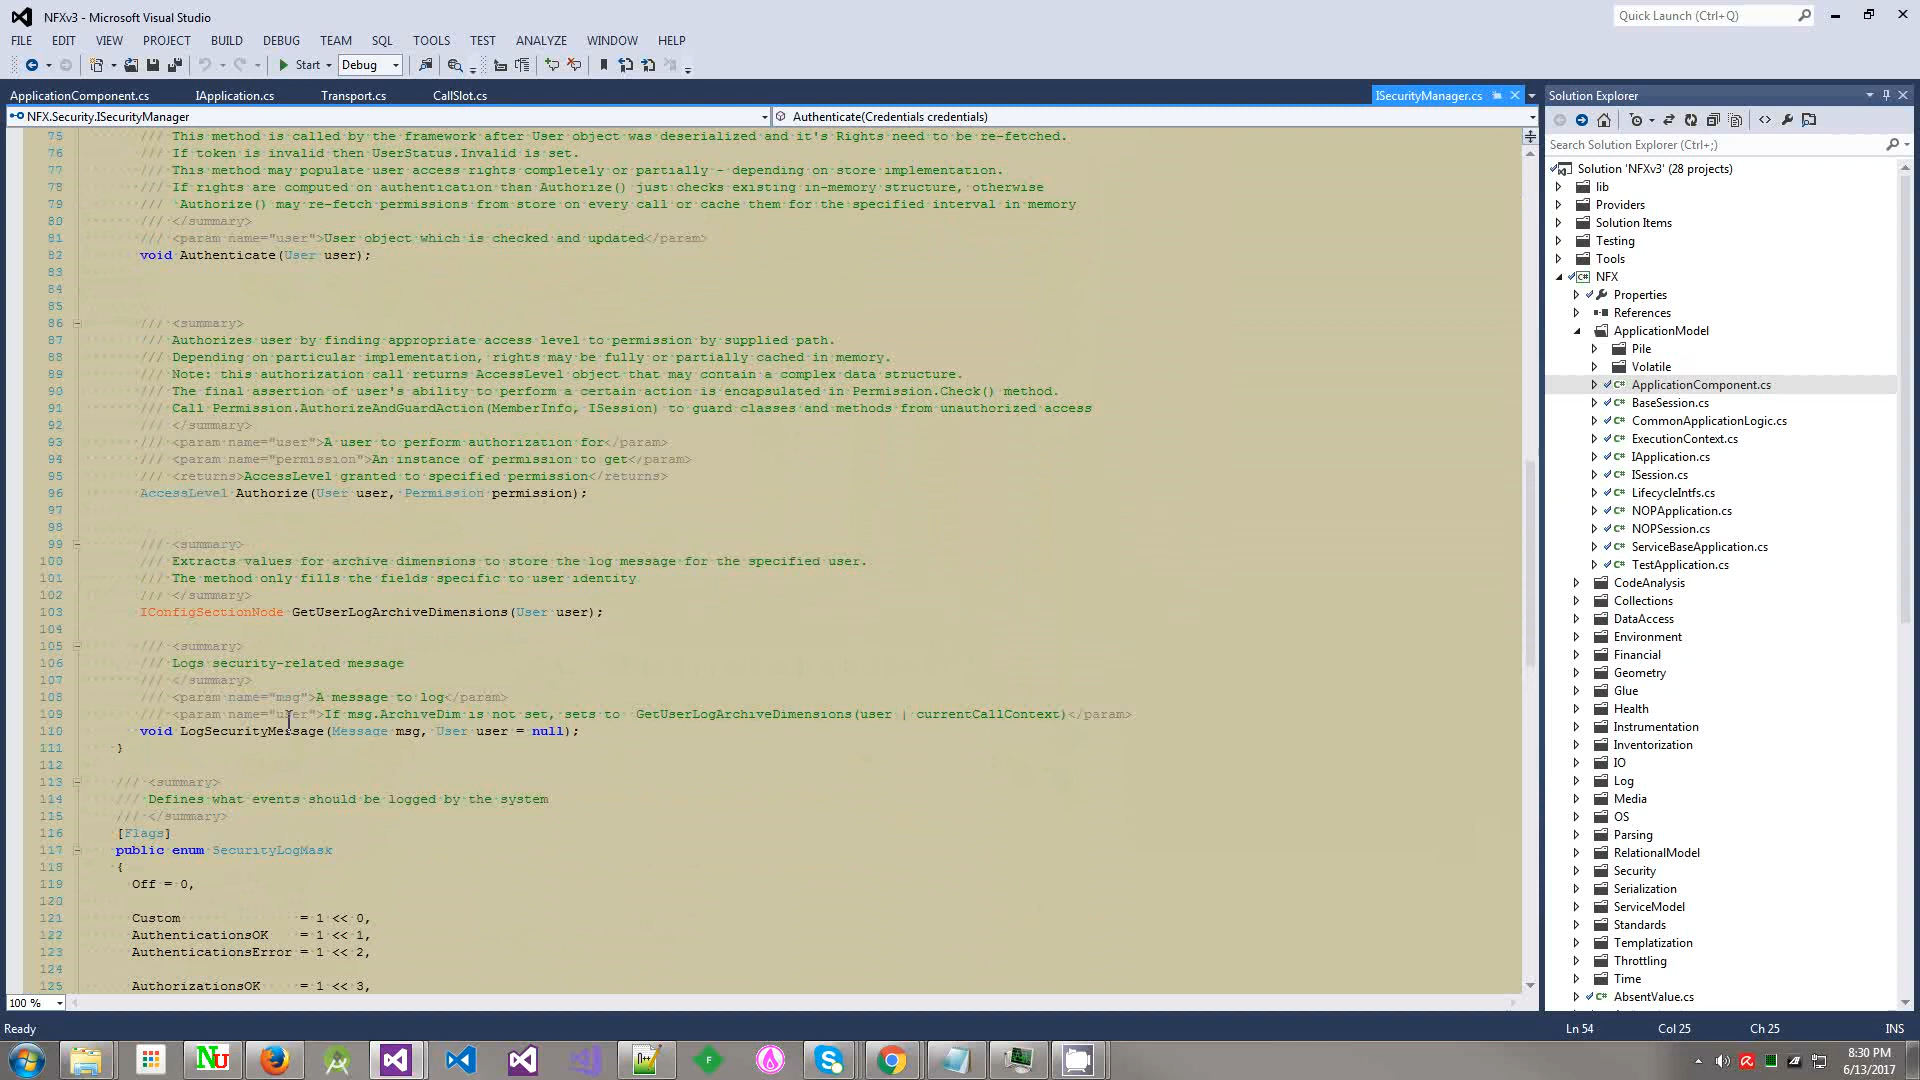 NFXv3 - Microsoft Visual Studio
Quick Launch (Ctrl+Q)
FILE EDIT VIEW PROJECT BUILD DEBUG TEAM SQL TOOLS TEST ANALYZE WINDOW HELP
Start Debug
ApplicationComponent.cs IApplication.cs Transport.cs CallSlot.cs ISecurityManager.cs
NFX.Security.ISecurityManager Authenticate(Credentials credentials)
75 /// This method is called by the framework after User object was deserialized and it's Rights need to be re-fetched.
76 /// If token is invalid then UserStatus.Invalid is set.
77 /// This method may populate user access rights completely or partially - depending on store implementation.
78 /// If rights are computed on authentication than Authorize() just checks existing in-memory structure, otherwise
79 /// Authorize() may re-fetch permissions from store on every call or cache them for the specified interval in memory
80 /// </summary>
81 /// <param name="user">User object which is checked and updated</param>
82 void Authenticate(User user);
83
84
85
86 /// <summary>
87 /// Authorizes user by finding appropriate access level to permission by supplied path.
88 /// Depending on particular implementation, rights may be fully or partially cached in memory.
89 /// Note: this authorization call returns AccessLevel object that may contain a complex data structure.
90 /// The final assertion of user's ability to perform a certain action is encapsulated in Permission.Check() method.
91 /// Call Permission.AuthorizeAndGuardAction(MemberInfo, ISession) to guard classes and methods from unauthorized access
92 /// </summary>
93 /// <param name="user">A user to perform authorization for</param>
94 /// <param name="permission">An instance of permission to get</param>
95 /// <returns>AccessLevel granted to specified permission</returns>
96 AccessLevel Authorize(User user, Permission permission);
97
98
99 /// <summary>
100 /// Extracts values for archive dimensions to store the log message for the specified user.
101 /// The method only fills the fields specific to user identity
102 /// </summary>
103 IConfigSectionNode GetUserLogArchiveDimensions(User user);
104
105 /// <summary>
106 /// Logs security-related message
107 /// </summary>
108 /// <param name="msg">A message to log</param>
109 /// <param name="user">If msg.ArchiveDim is not set, sets to GetUserLogArchiveDimensions(user | currentCallContext)</param>
110 void LogSecurityMessage(Message msg, User user = null);
111 }
112
113 /// <summary>
114 /// Defines what events should be logged by the system
115 /// </summary>
116 [Flags]
117 public enum SecurityLogMask
118 {
119 Off = 0,
120
121 Custom = 1 << 0,
122 AuthenticationsOK = 1 << 1,
123 AuthenticationsError = 1 << 2,
124
125 AuthorizationsOK = 1 << 3,
100 %
Solution Explorer
Search Solution Explorer (Ctrl+;)
Solution 'NFXv3' (28 projects)
lib
Providers
Solution Items
Testing
Tools
NFX
Properties
References
ApplicationModel
Pile
Volatile
ApplicationComponent.cs
BaseSession.cs
CommonApplicationLogic.cs
ExecutionContext.cs
IApplication.cs
ISession.cs
LifecycleIntfs.cs
NOPApplication.cs
NOPSession.cs
ServiceBaseApplication.cs
TestApplication.cs
CodeAnalysis
Collections
DataAccess
Environment
Financial
Geometry
Glue
Health
Instrumentation
Inventorization
IO
Log
Media
OS
Parsing
RelationalModel
Security
Serialization
ServiceModel
Standards
Templatization
Throttling
Time
AbsentValue.cs
Ready Ln 54 Col 25 Ch 25 INS
8:30 PM
6/13/2017